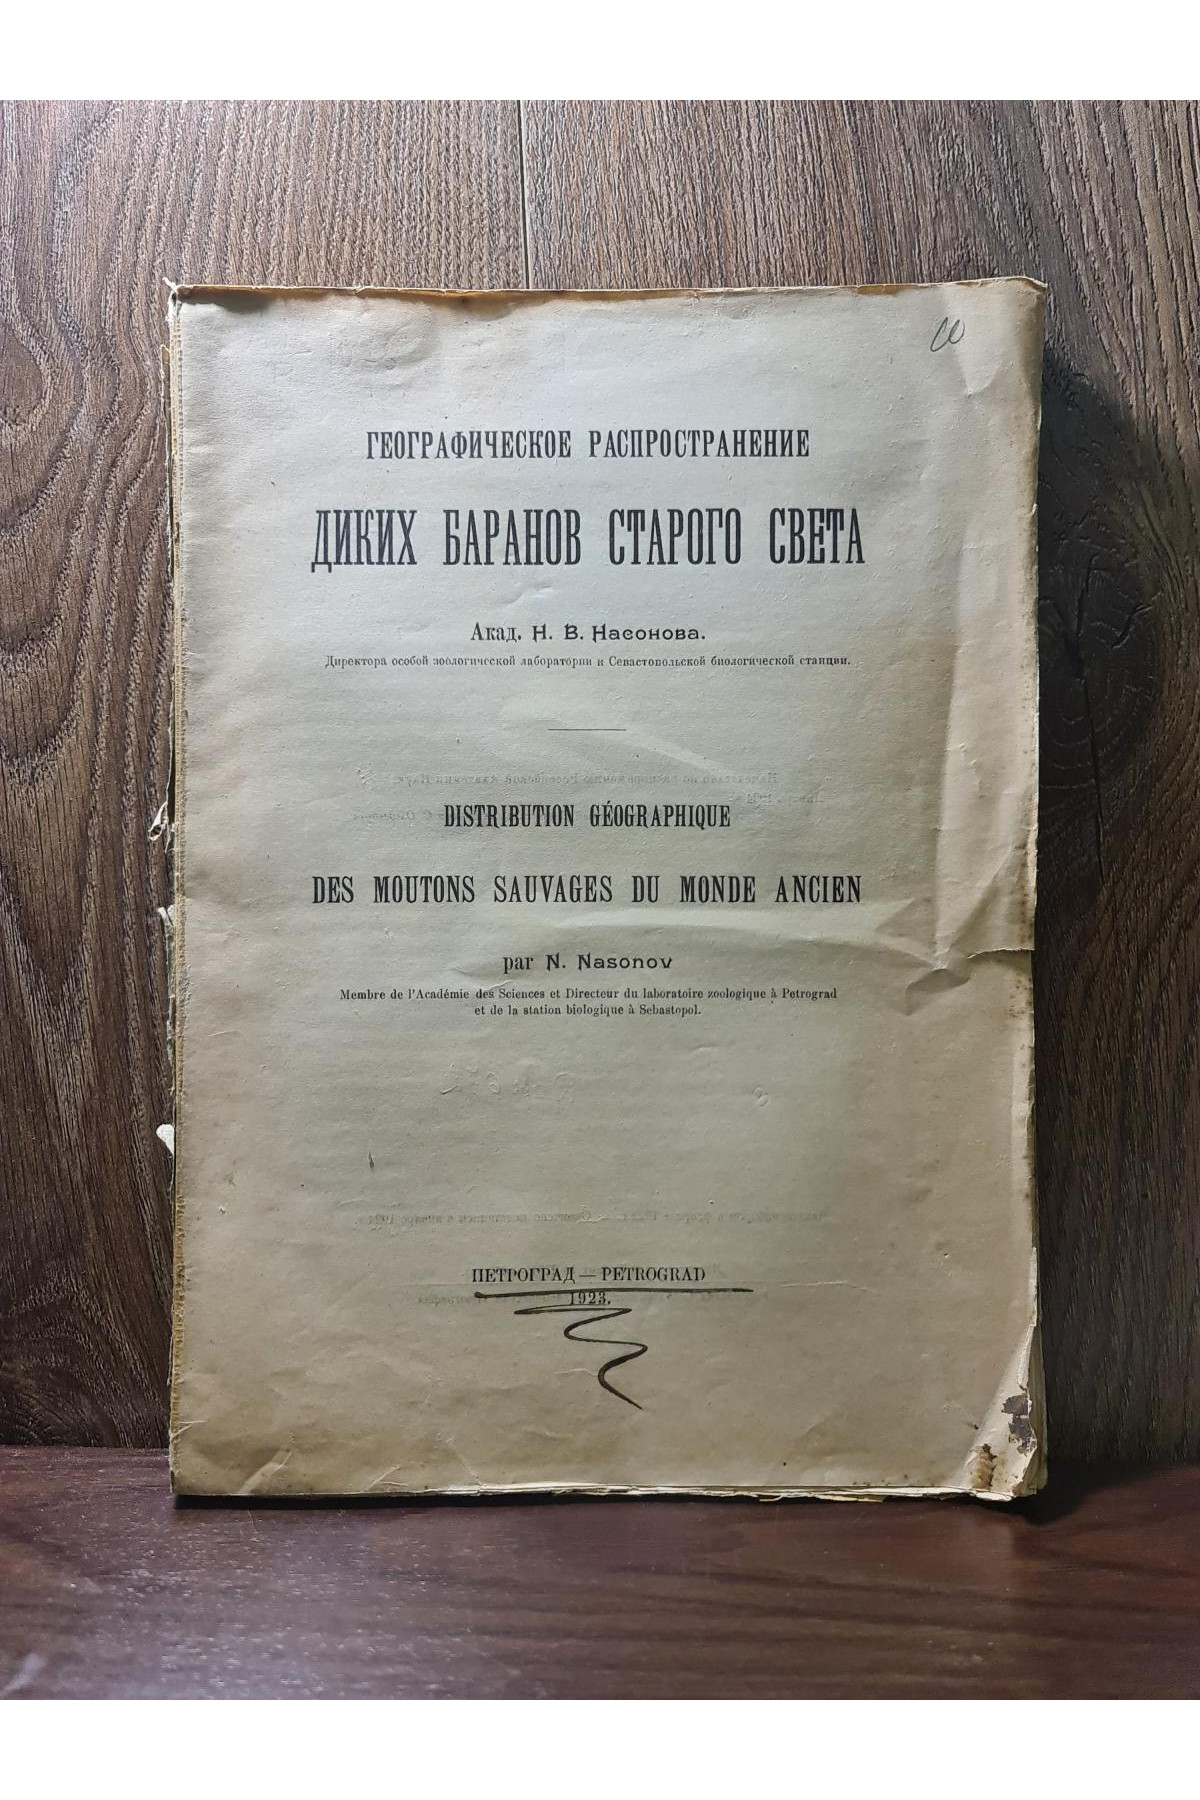 ГЕОГРАФИЧЕСКОЕ РАСПРОСТРАНЕНИЕ
ДИКИХ БАРАНОВ СТАРОГО СВЕТА
Акад. Н. В. Насонова.
Директора особой зоологической лаборатории и Севастопольской биологической станции.
DISTRIBUTION GÉOGRAPHIQUE
DES MOUTONS SAUVAGES DU MONDE ANCIEN
par N. Nasonov
Membre de l'Académie des Sciences et Directeur du laboratoire zoologique à Petrograd
et de la station biologique à Sebastopol.
ПЕТРОГРАД — PETROGRAD
1923.